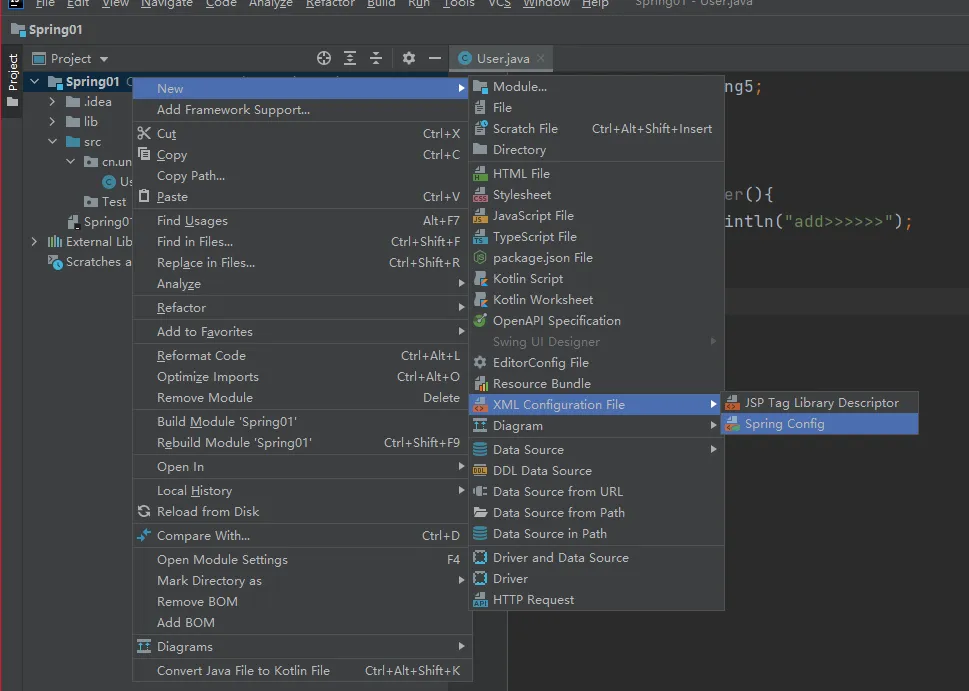 File Edit View Navigate Code Analyze Refactor Build Run Tools VCS Window Help Spring01 - User.java
Spring01
Project
Project
User.java
Spring01
.idea
lib
src
cn.un
Us
Test
Spring01
External Lib
Scratches a
New
Add Framework Support...
Cut Ctrl+X
Copy Ctrl+C
Copy Path...
Paste Ctrl+V
Find Usages Alt+F7
Find in Files... Ctrl+Shift+F
Replace in Files... Ctrl+Shift+R
Analyze
Refactor
Add to Favorites
Reformat Code Ctrl+Alt+L
Optimize Imports Ctrl+Alt+O
Remove Module Delete
Build Module 'Spring01'
Rebuild Module 'Spring01' Ctrl+Shift+F9
Open In
Local History
Reload from Disk
Compare With... Ctrl+D
Open Module Settings F4
Mark Directory as
Remove BOM
Add BOM
Diagrams
Convert Java File to Kotlin File Ctrl+Alt+Shift+K
Module...
File
Scratch File Ctrl+Alt+Shift+Insert
Directory
HTML File
Stylesheet
JavaScript File
TypeScript File
package.json File
Kotlin Script
Kotlin Worksheet
OpenAPI Specification
Swing UI Designer
EditorConfig File
Resource Bundle
XML Configuration File
Diagram
Data Source
DDL Data Source
Data Source from URL
Data Source from Path
Data Source in Path
Driver and Data Source
Driver
HTTP Request
JSP Tag Library Descriptor
Spring Config
ng5;
er(){
intln("add>>>>>>");